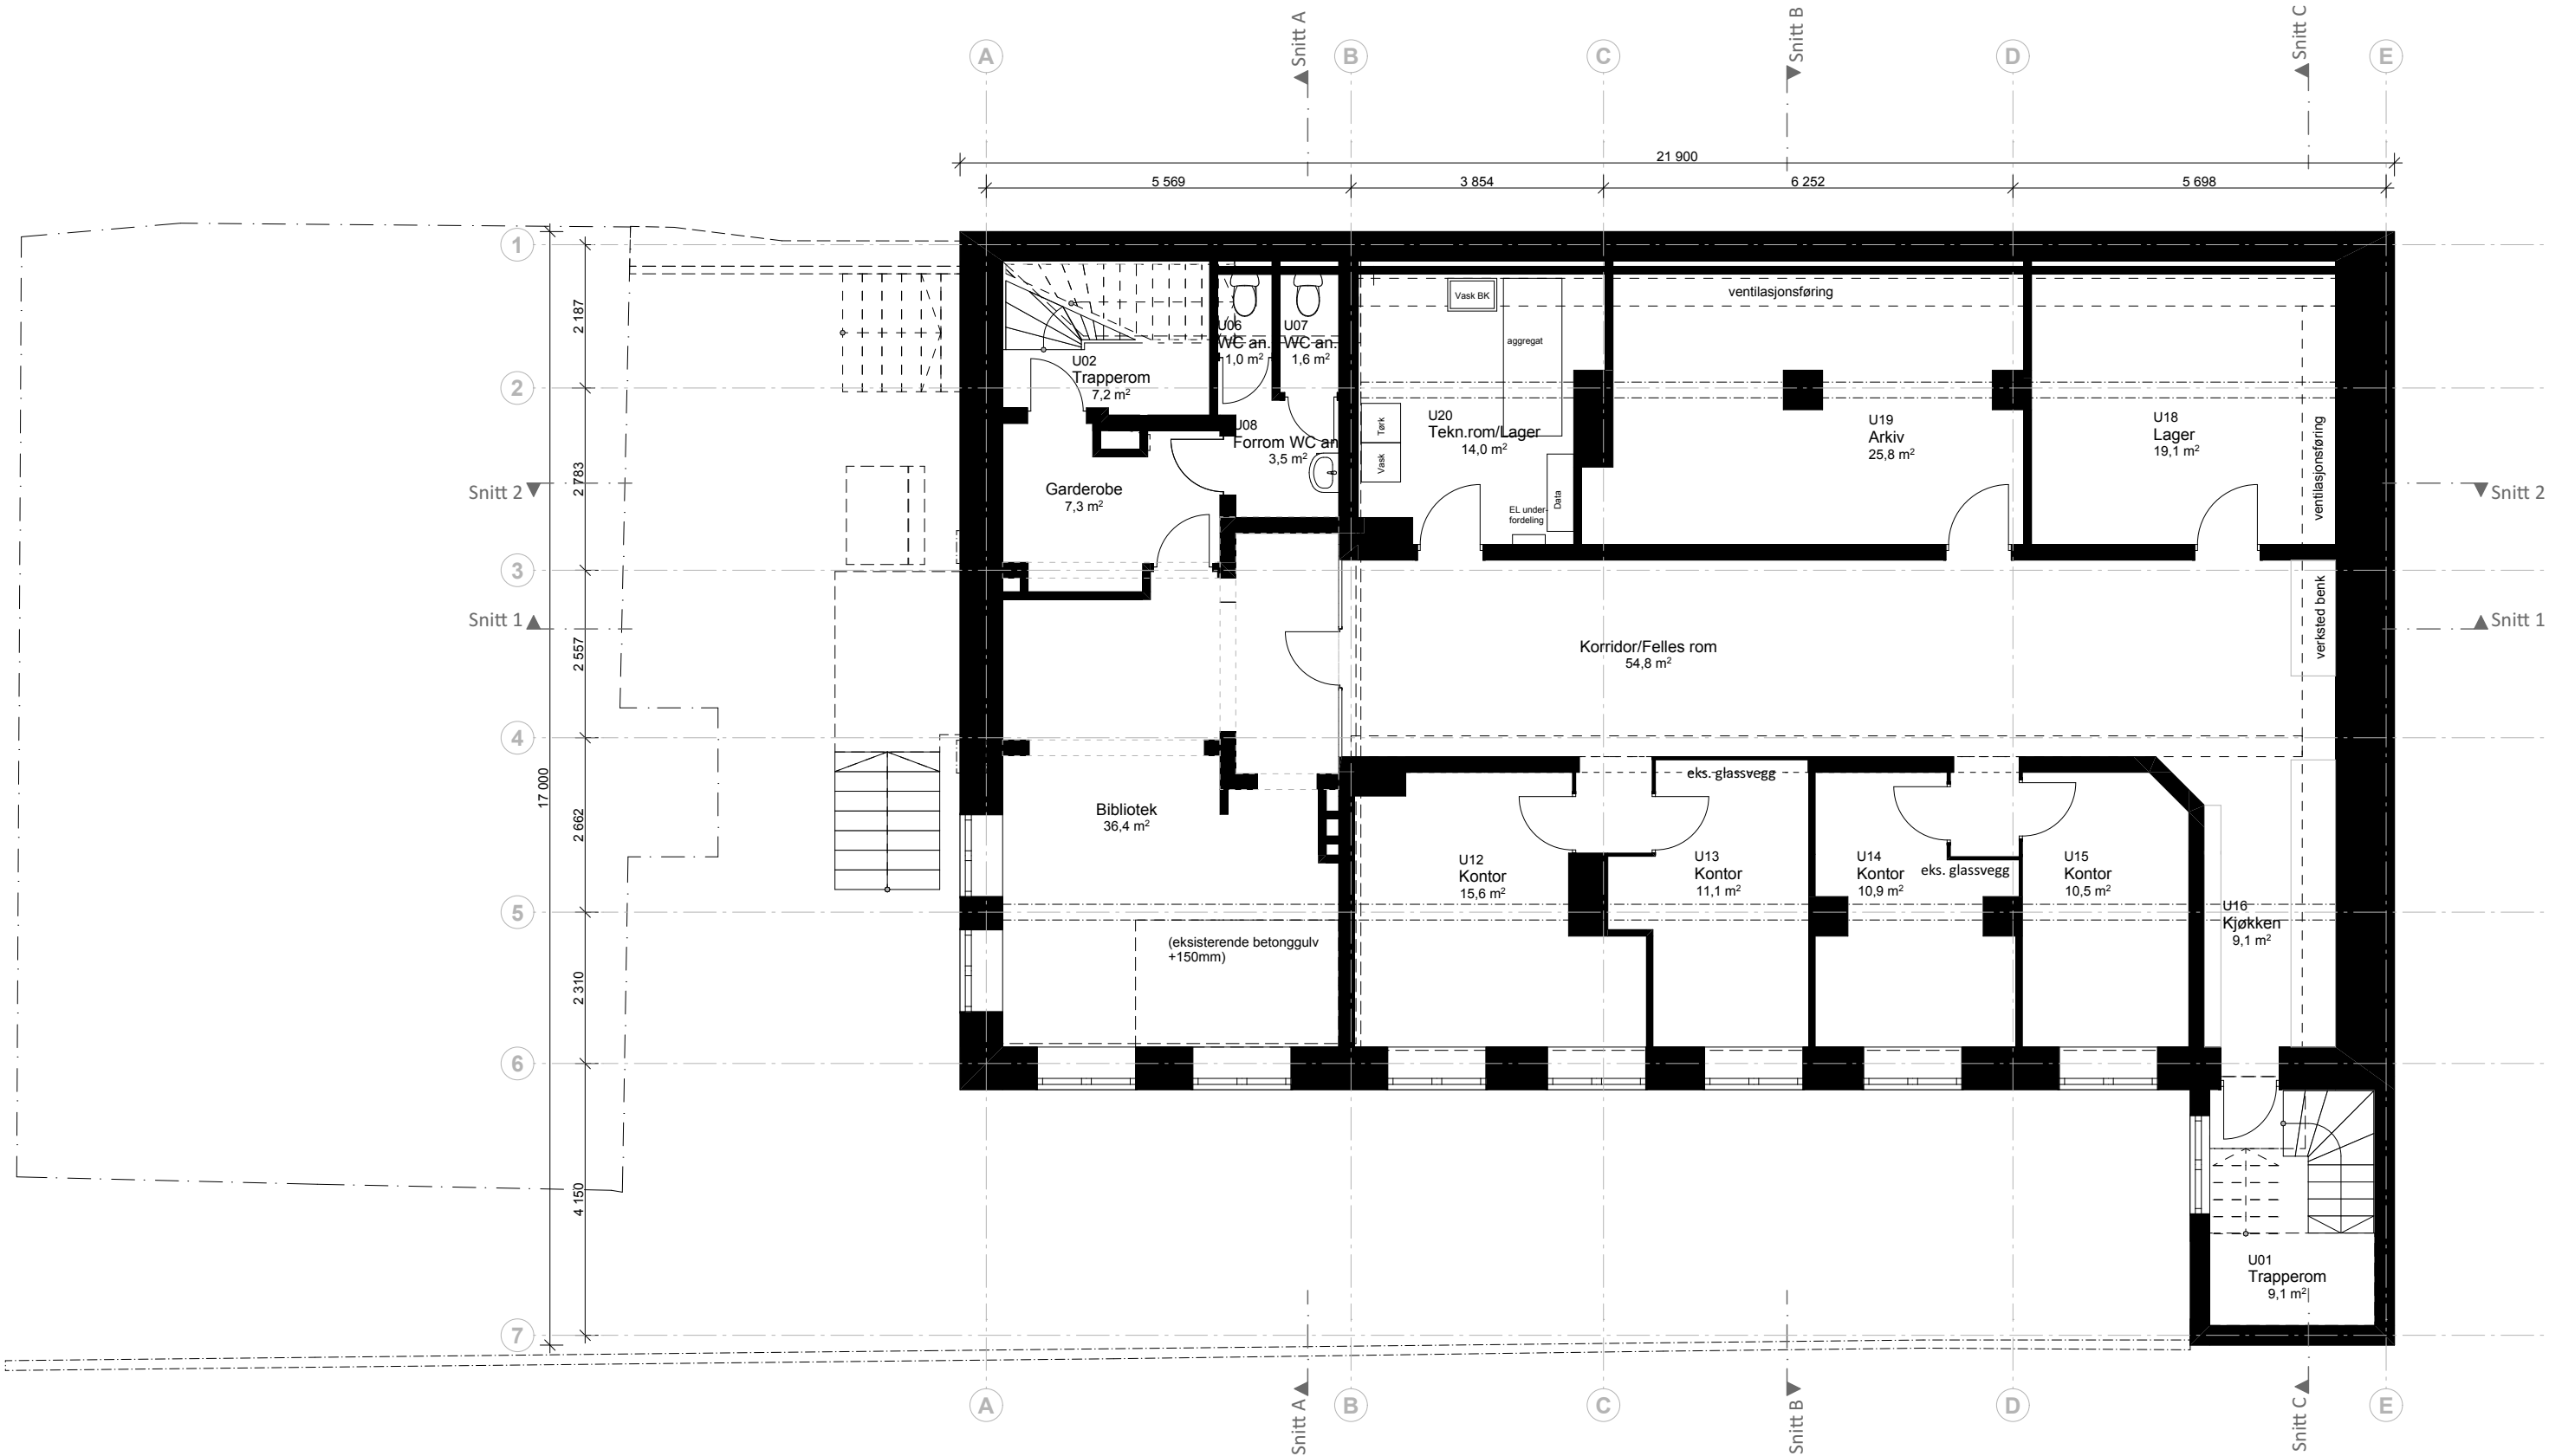 Snitt A
Snitt B
Snitt C
A
B
C
D
E
21 900
5 569
3 854
6 252
5 698
1
2
3
4
5
6
7
2 187
2 783
2 557
2 662
2 310
4 150
17 000
Snitt 2
Snitt 1
Snitt 2
Snitt 1
U02
Trapperom
7,2 m²
U06
WC an.
1,0 m²
U07
WC an.
1,6 m²
U08
Forrom WC an
3,5 m²
Garderobe
7,3 m²
Vask BK
aggregat
Tørk
Vask
U20
Tekn.rom/Lager
14,0 m²
EL under-
fordeling
Data
ventilasjonsføring
U19
Arkiv
25,8 m²
U18
Lager
19,1 m²
ventilasjonsføring
verksted benk
Korridor/Felles rom
54,8 m²
Bibliotek
36,4 m²
(eksisterende betonggulv
+150mm)
U12
Kontor
15,6 m²
eks. glassvegg
U13
Kontor
11,1 m²
U14
Kontor
10,9 m²
eks. glassvegg
U15
Kontor
10,5 m²
U16
Kjøkken
9,1 m²
U01
Trapperom
9,1 m²
A
B
C
D
E
Snitt A
Snitt B
Snitt C